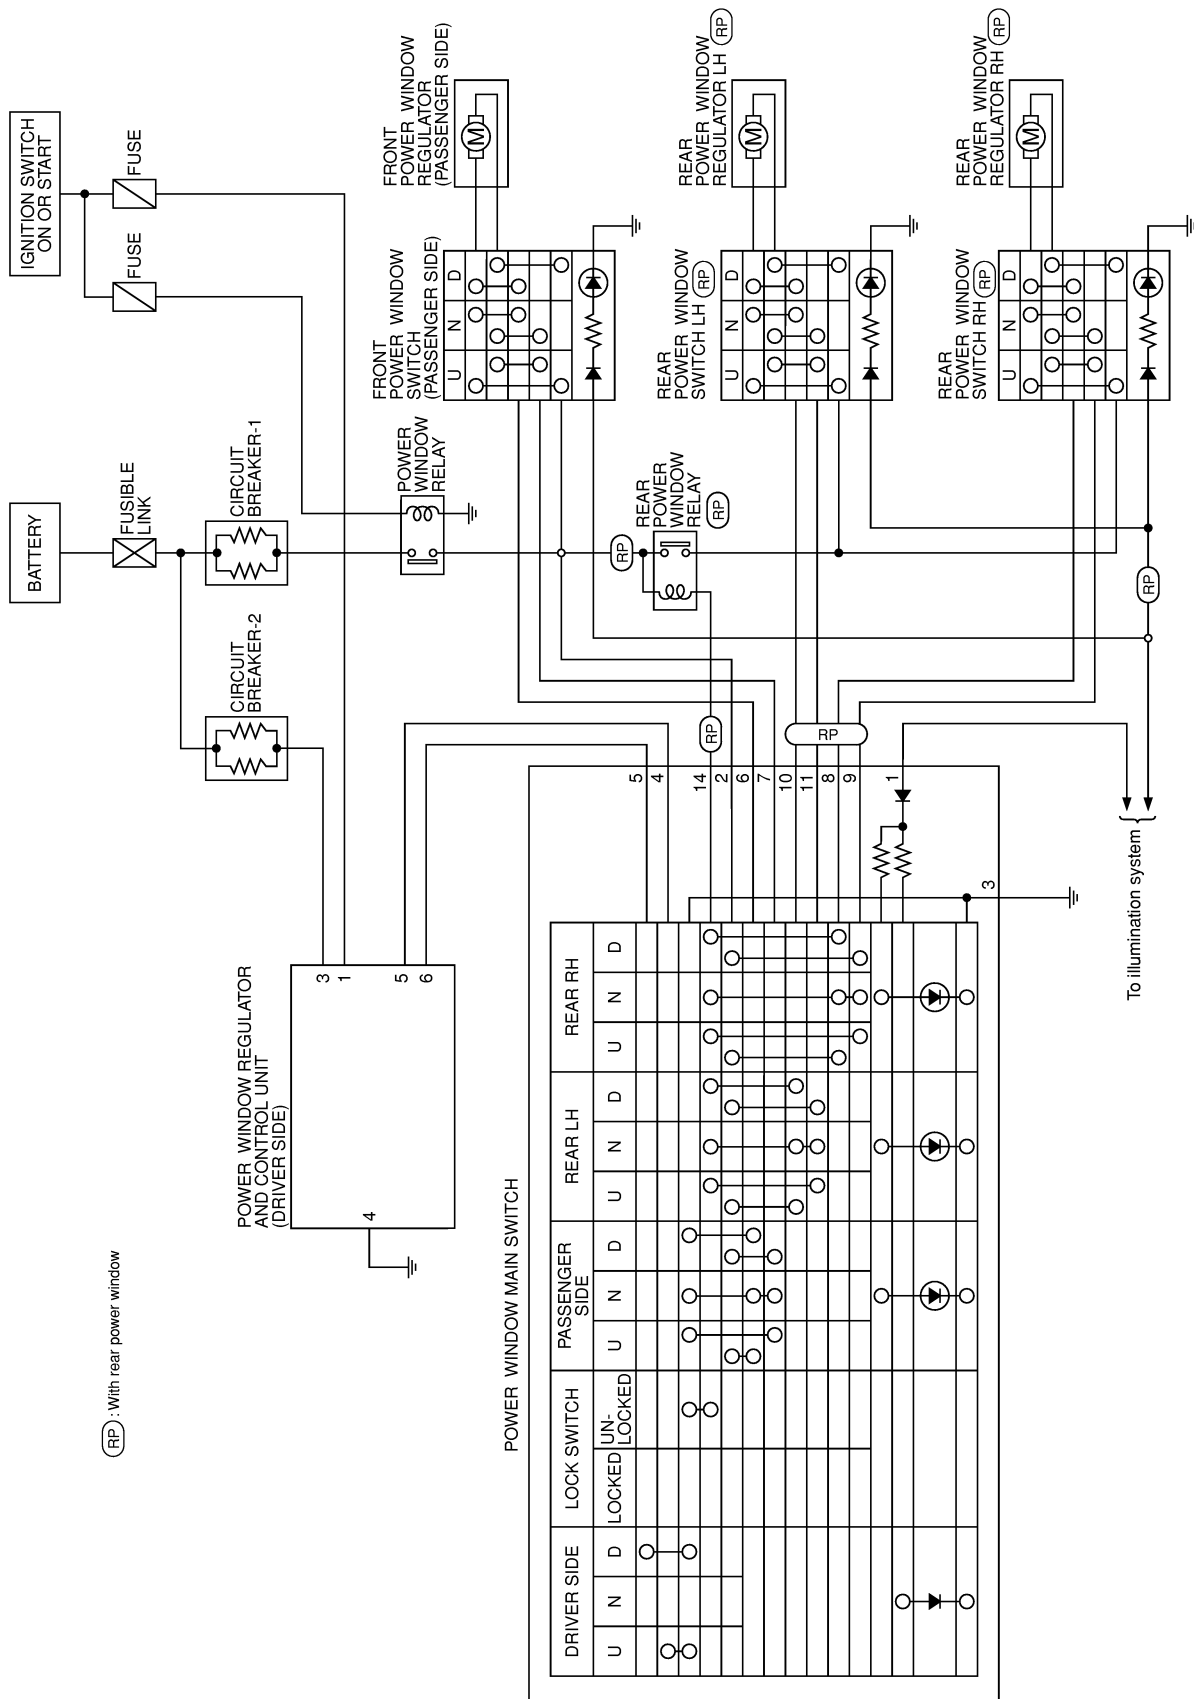 IGNITION SWITCH
ON OR START
FUSE
FUSE
BATTERY
FUSIBLE
LINK
CIRCUIT
BREAKER-1
CIRCUIT
BREAKER-2
POWER
WINDOW
RELAY
REAR
POWER
WINDOW
RELAY
RP
FRONT
POWER WINDOW
REGULATOR
(PASSENGER SIDE)
M
REAR
POWER WINDOW
REGULATOR LH
RP
M
REAR
POWER WINDOW
REGULATOR RH
RP
M
FRONT
POWER WINDOW
SWITCH
(PASSENGER SIDE)
U N D
REAR
POWER WINDOW
SWITCH LH
RP
U N D
REAR
POWER WINDOW
SWITCH RH
RP
U N D
RP
RP
RP
RP
POWER WINDOW REGULATOR
AND CONTROL UNIT
(DRIVER SIDE)
3
1
5
6
4
RP : With rear power window
POWER WINDOW MAIN SWITCH
5
4
14
2
6
7
10
11
8
9
1
3
To illumination system
DRIVER SIDE
U N D
LOCK SWITCH
LOCKED
UN-
LOCKED
PASSENGER
SIDE
U N D
REAR LH
U N D
REAR RH
U N D